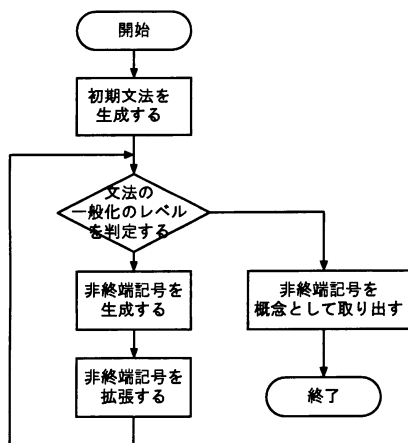 開始
初期文法を
生成する
文法の
一般化のレベル
を判定する
非終端記号を
生成する
非終端記号を
概念として取り出す
非終端記号を
拡張する
終了